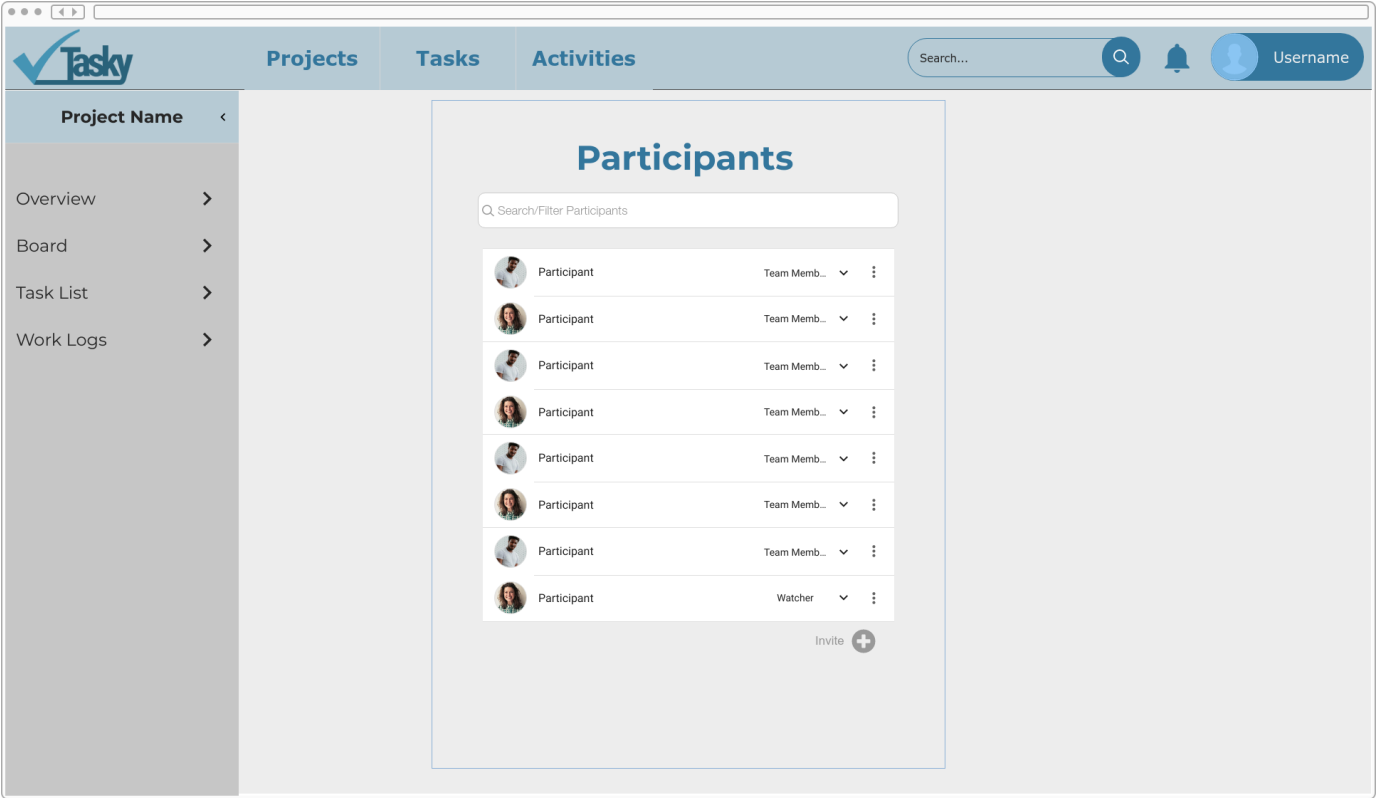 Tasky
Projects Tasks Activities
Search...
Username
Project Name
Overview
Board
Task List
Work Logs
Participants
Search/Filter Participants
Participant Team Memb...
Participant Team Memb...
Participant Team Memb...
Participant Team Memb...
Participant Team Memb...
Participant Team Memb...
Participant Team Memb...
Participant Watcher
Invite